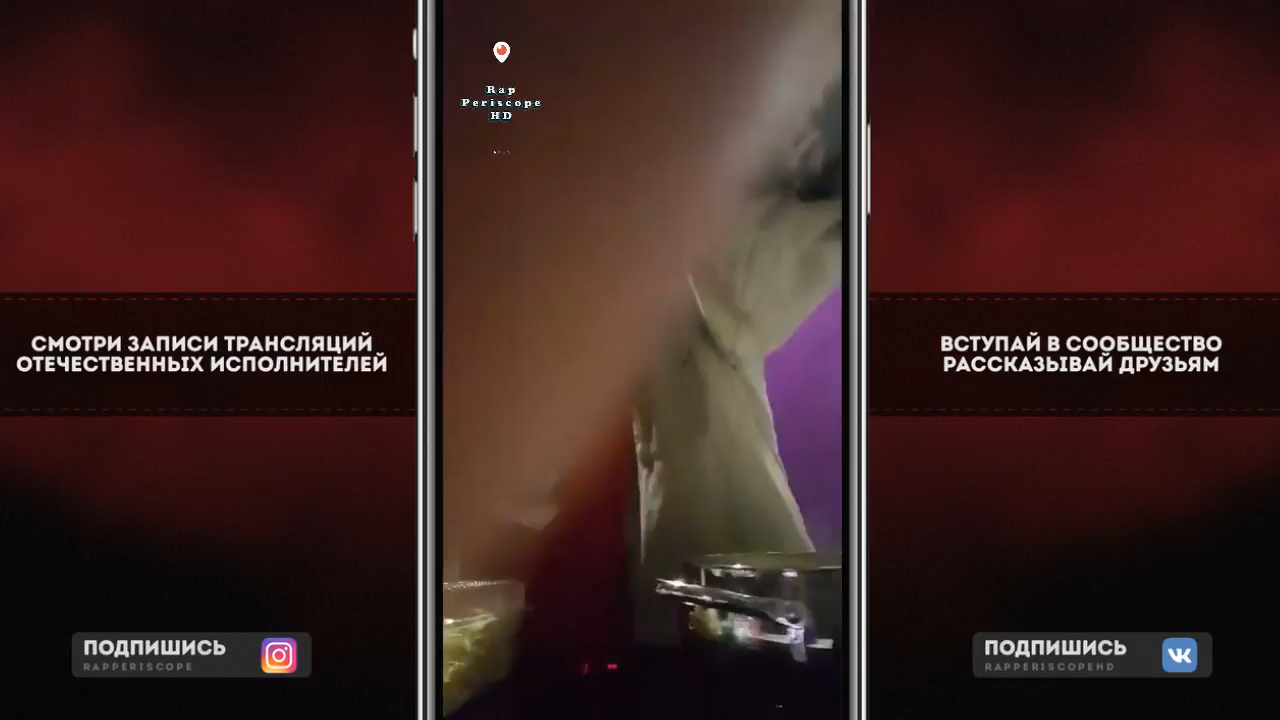 Rap
Periscope
HD
СМОТРИ ЗАПИСИ ТРАНСЛЯЦИЙ
ОТЕЧЕСТВЕННЫХ ИСПОЛНИТЕЛЕЙ
ВСТУПАЙ В СООБЩЕСТВО
РАССКАЗЫВАЙ ДРУЗЬЯМ
ПОДПИШИСЬ
RAPPERISCOPE
ПОДПИШИСЬ
RAPPERISCOPEHD